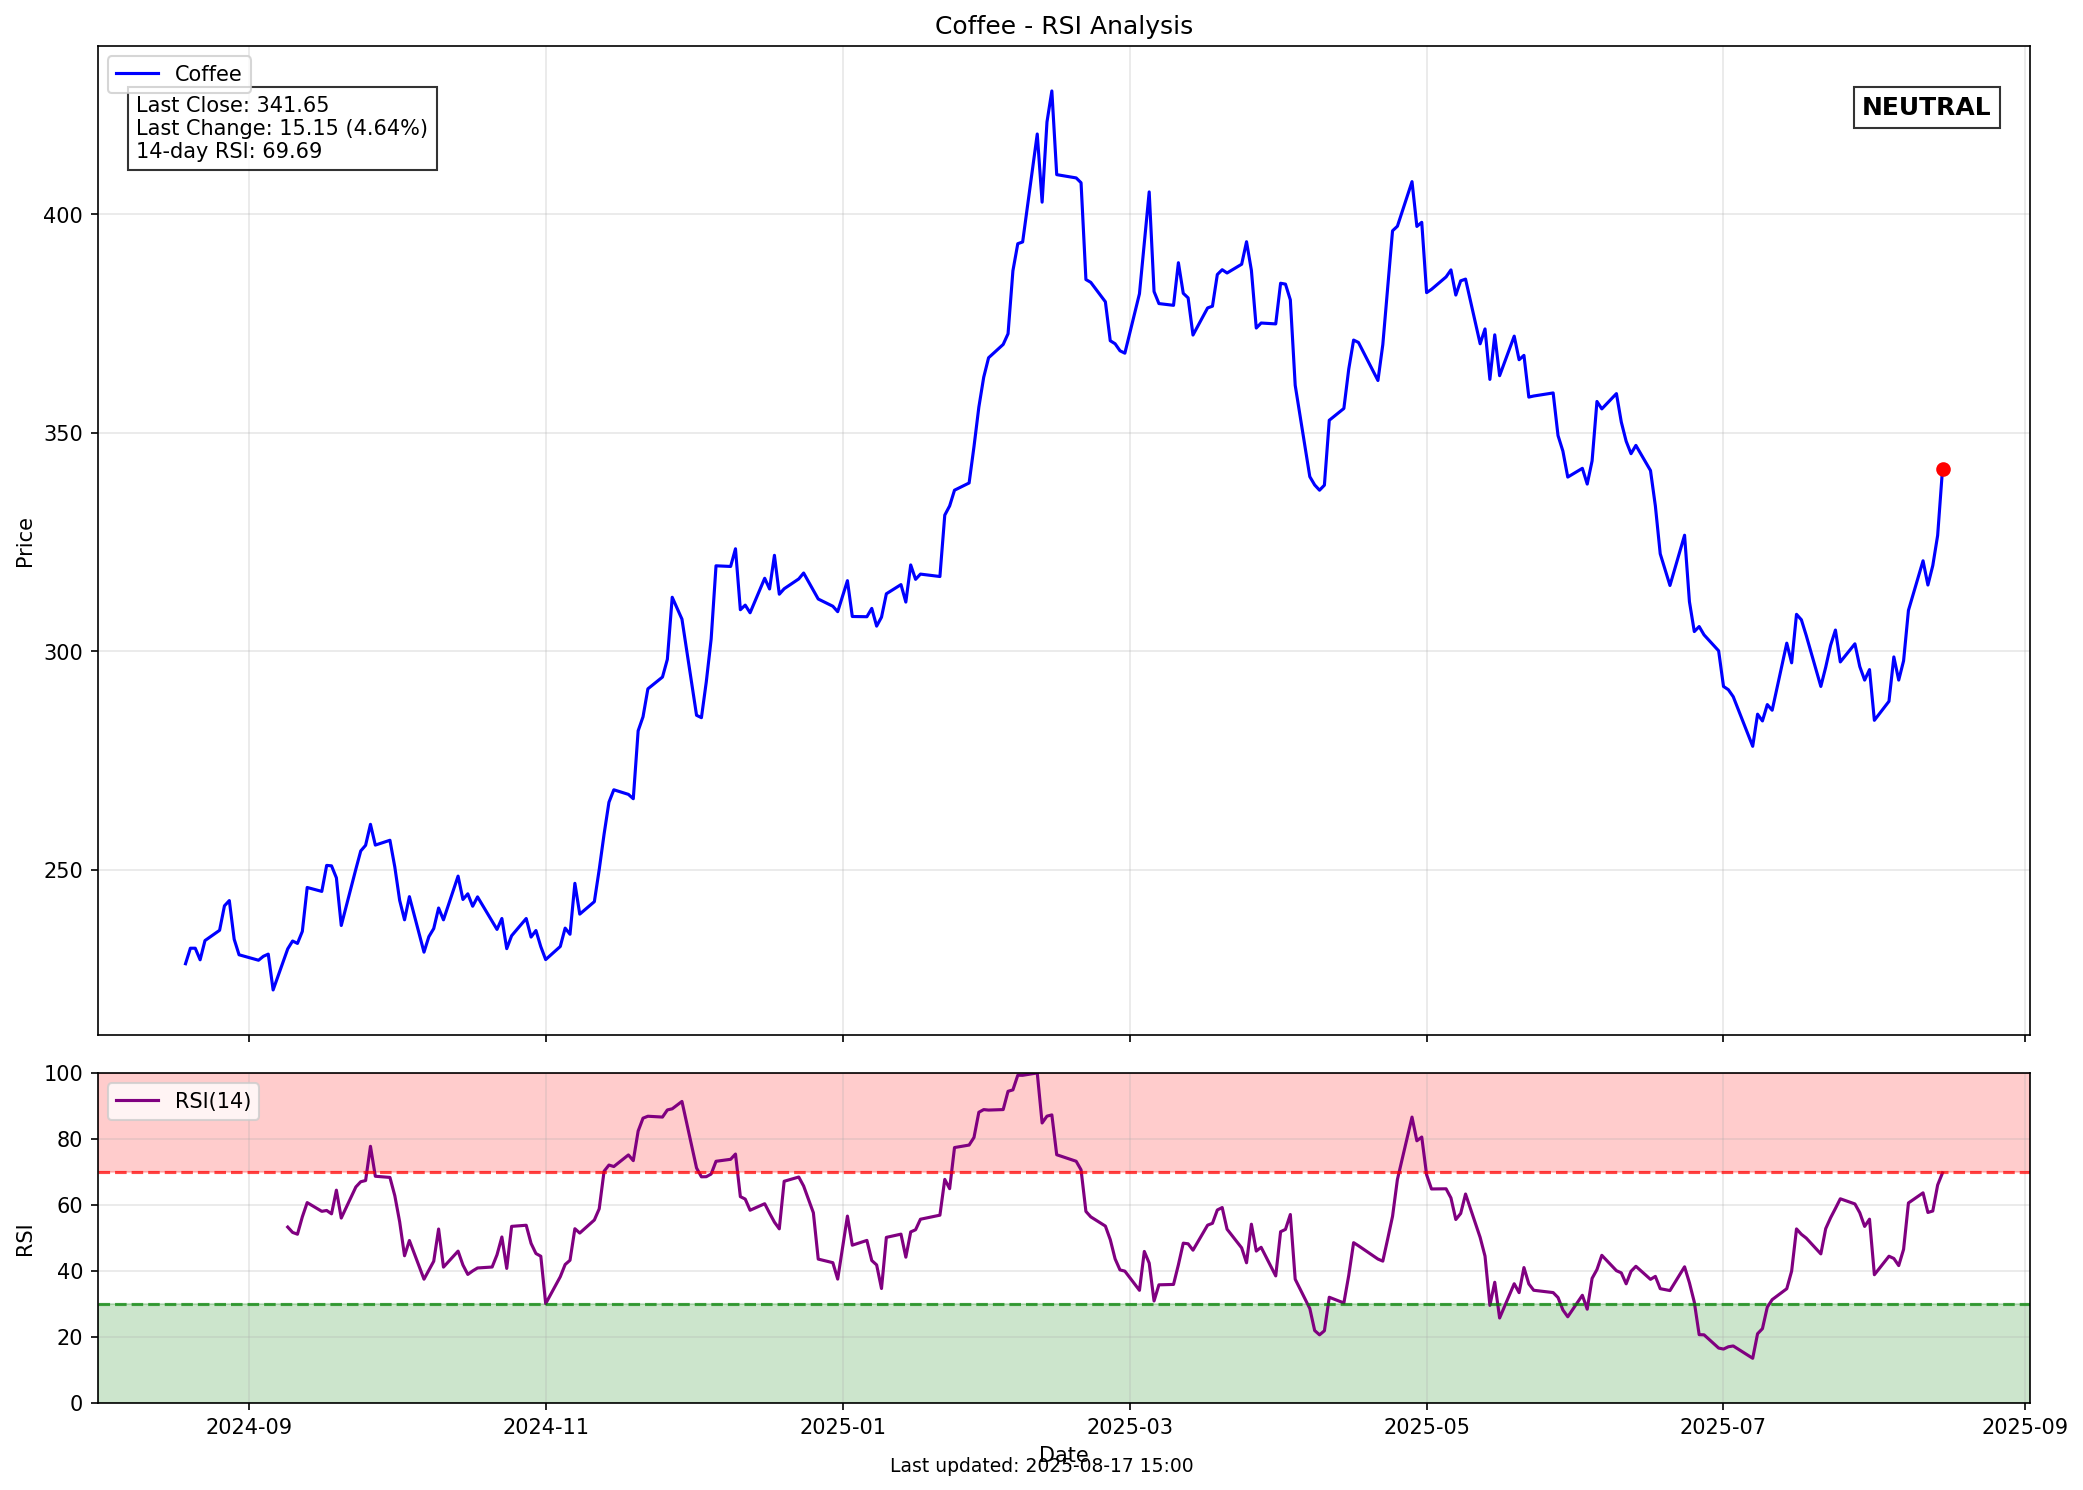 Coffee - RSI Analysis
Coffee
Last Close: 341.65
Last Change: 15.15 (4.64%)
14-day RSI: 69.69
NEUTRAL
400
350
300
250
Price
100
80
60
40
20
0
RSI
RSI(14)
2024-09
2024-11
2025-01
2025-03
2025-05
2025-07
2025-09
Date
Last updated: 2025-08-17 15:00